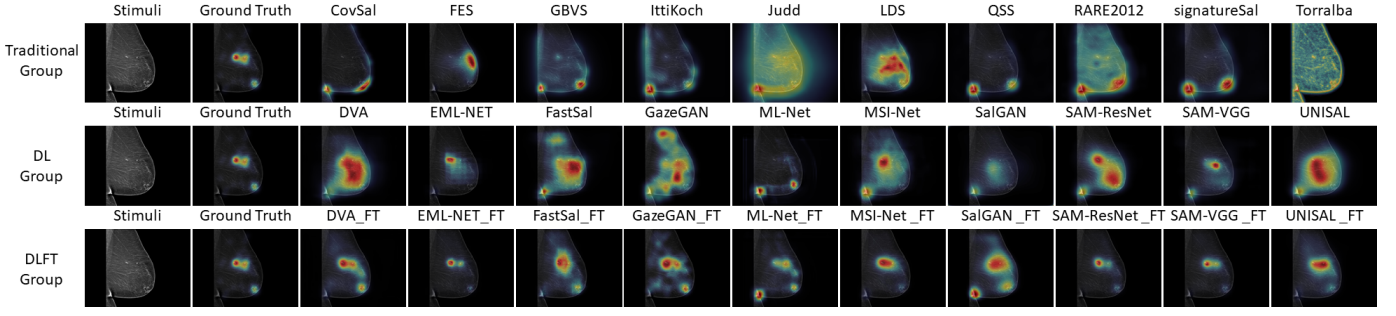 Stimuli Ground Truth CovSal FES GBVS IttiKoch Judd LDS QSS RARE2012 signatureSal Torralba
Traditional
Group
Stimuli Ground Truth DVA EML-NET FastSal GazeGAN ML-Net MSI-Net SalGAN SAM-ResNet SAM-VGG UNISAL
DL
Group
Stimuli Ground Truth DVA_FT EML-NET_FT FastSal_FT GazeGAN_FT ML-Net_FT MSI-Net _FT SalGAN _FT SAM-ResNet _FT SAM-VGG _FT UNISAL _FT
DLFT
Group